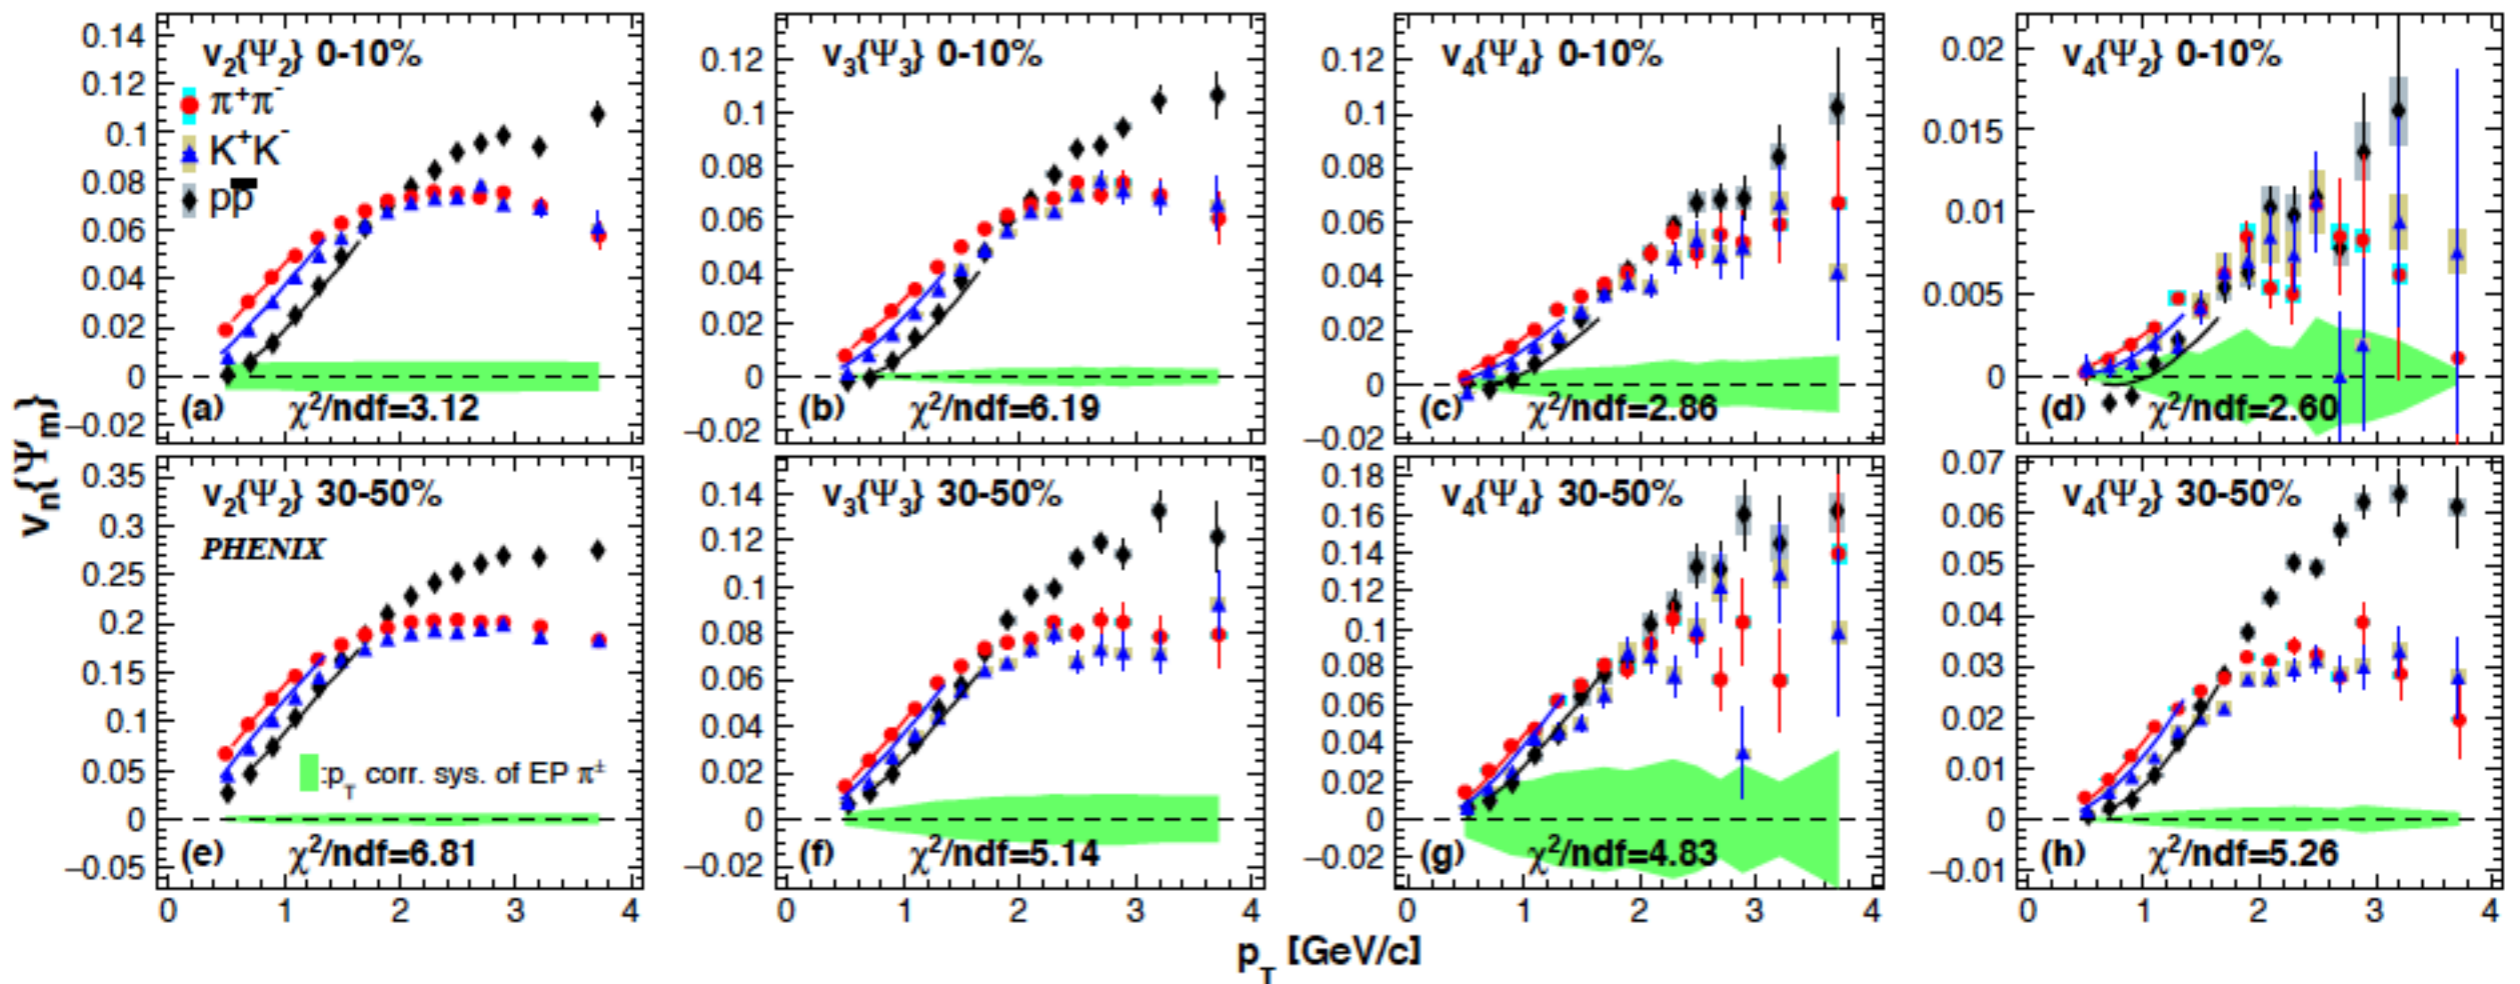 v₂{Ψ₂} 0-10%
π⁺π⁻
K⁺K⁻
pp̅
(a) χ²/ndf=3.12
0.14
0.12
0.1
0.08
0.06
0.04
0.02
0
−0.02
v₃{Ψ₃} 0-10%
(b) χ²/ndf=6.19
0.12
0.1
0.08
0.06
0.04
0.02
0
−0.02
v₄{Ψ₄} 0-10%
(c) χ²/ndf=2.86
0.12
0.1
0.08
0.06
0.04
0.02
0
−0.02
v₄{Ψ₂} 0-10%
(d) χ²/ndf=2.60
0.02
0.015
0.01
0.005
0
vₙ{Ψₘ}
v₂{Ψ₂} 30-50%
PHENIX
:p_T corr. sys. of EP π±
(e) χ²/ndf=6.81
0.35
0.3
0.25
0.2
0.15
0.1
0.05
0
−0.05
v₃{Ψ₃} 30-50%
(f) χ²/ndf=5.14
0.14
0.12
0.1
0.08
0.06
0.04
0.02
0
−0.02
v₄{Ψ₄} 30-50%
(g) χ²/ndf=4.83
0.18
0.16
0.14
0.12
0.1
0.08
0.06
0.04
0.02
0
−0.02
v₄{Ψ₂} 30-50%
(h) χ²/ndf=5.26
0.07
0.06
0.05
0.04
0.03
0.02
0.01
0
−0.01
0 1 2 3 4
0 1 2 3 4
0 1 2 3 4
0 1 2 3 4
p_T [GeV/c]